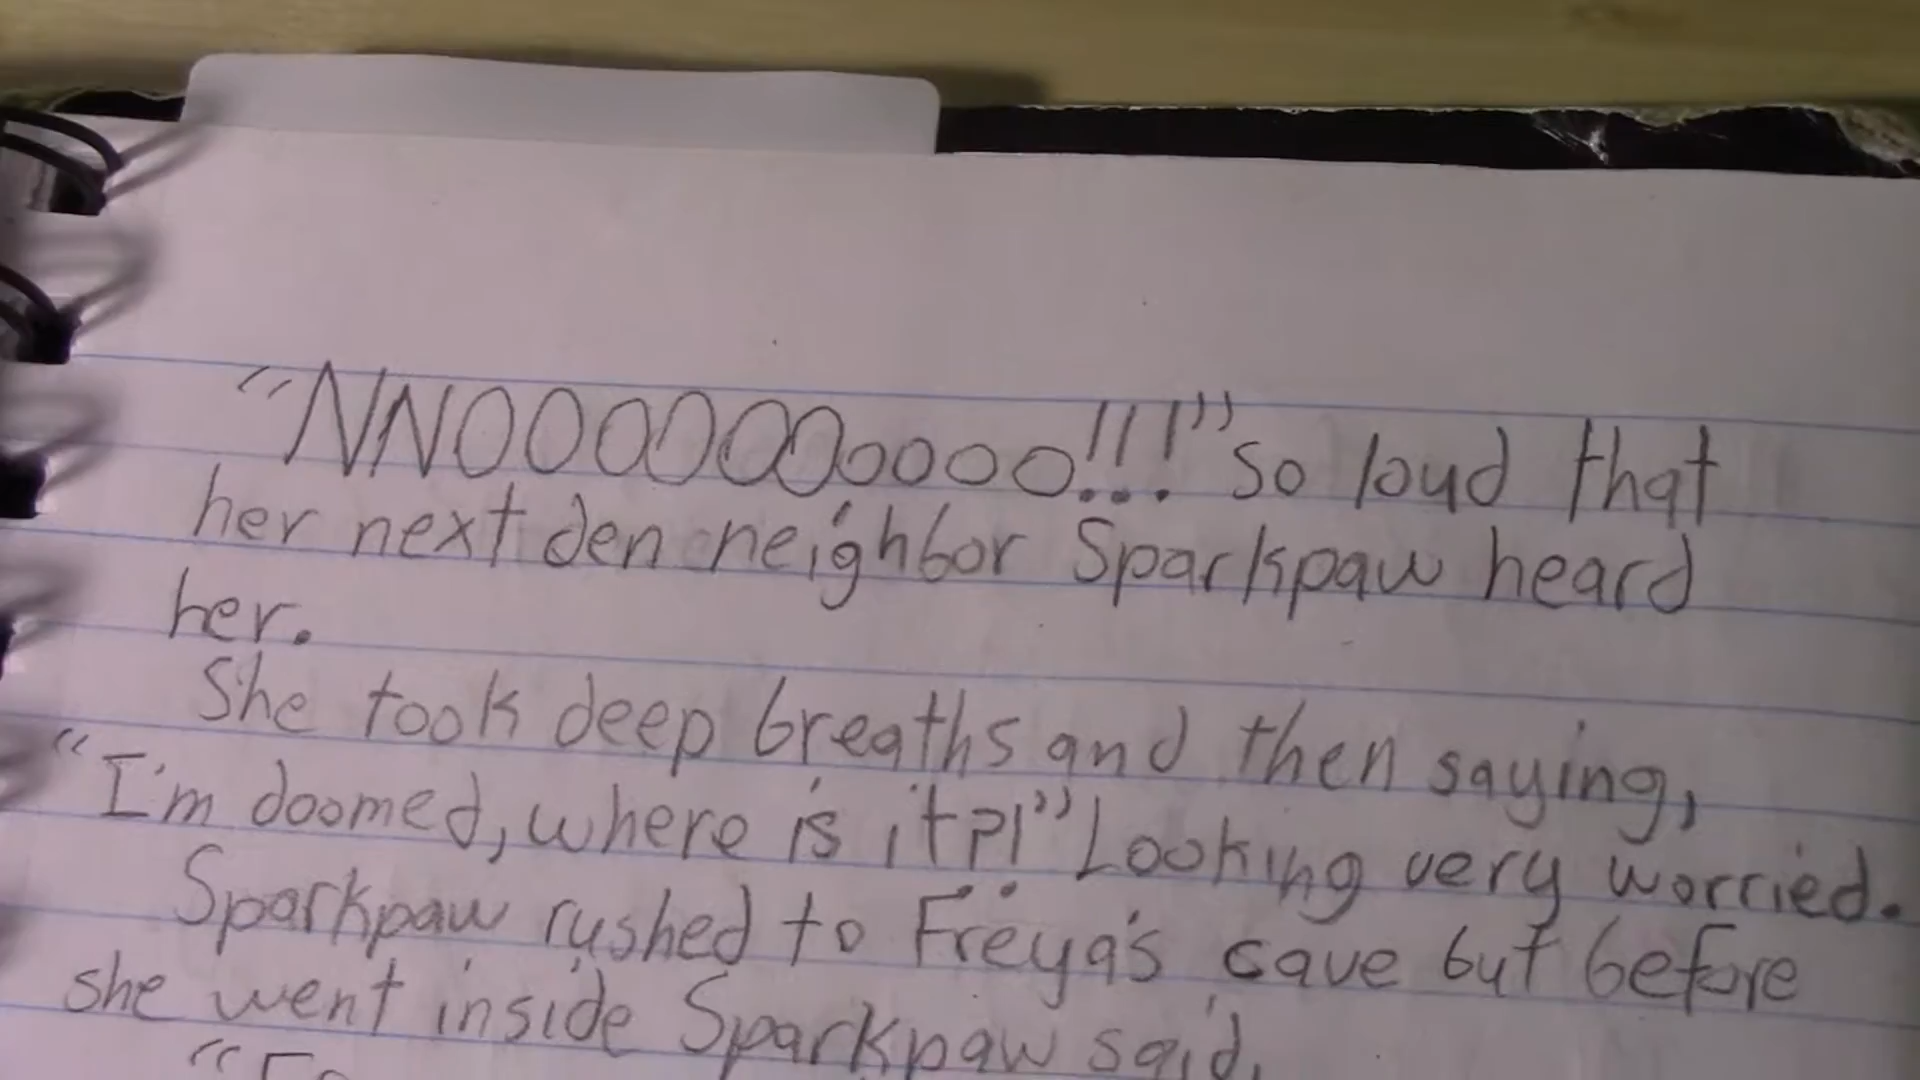 “NNOOOOOOOoooo!!!” so loud that
her next den neighbor Sparkpaw heard
her.
She took deep breaths and then saying,
“I'm doomed, where is it?!” Looking very worried.
Sparkpaw rushed to Freya's cave but before
she went inside Sparkpaw said,